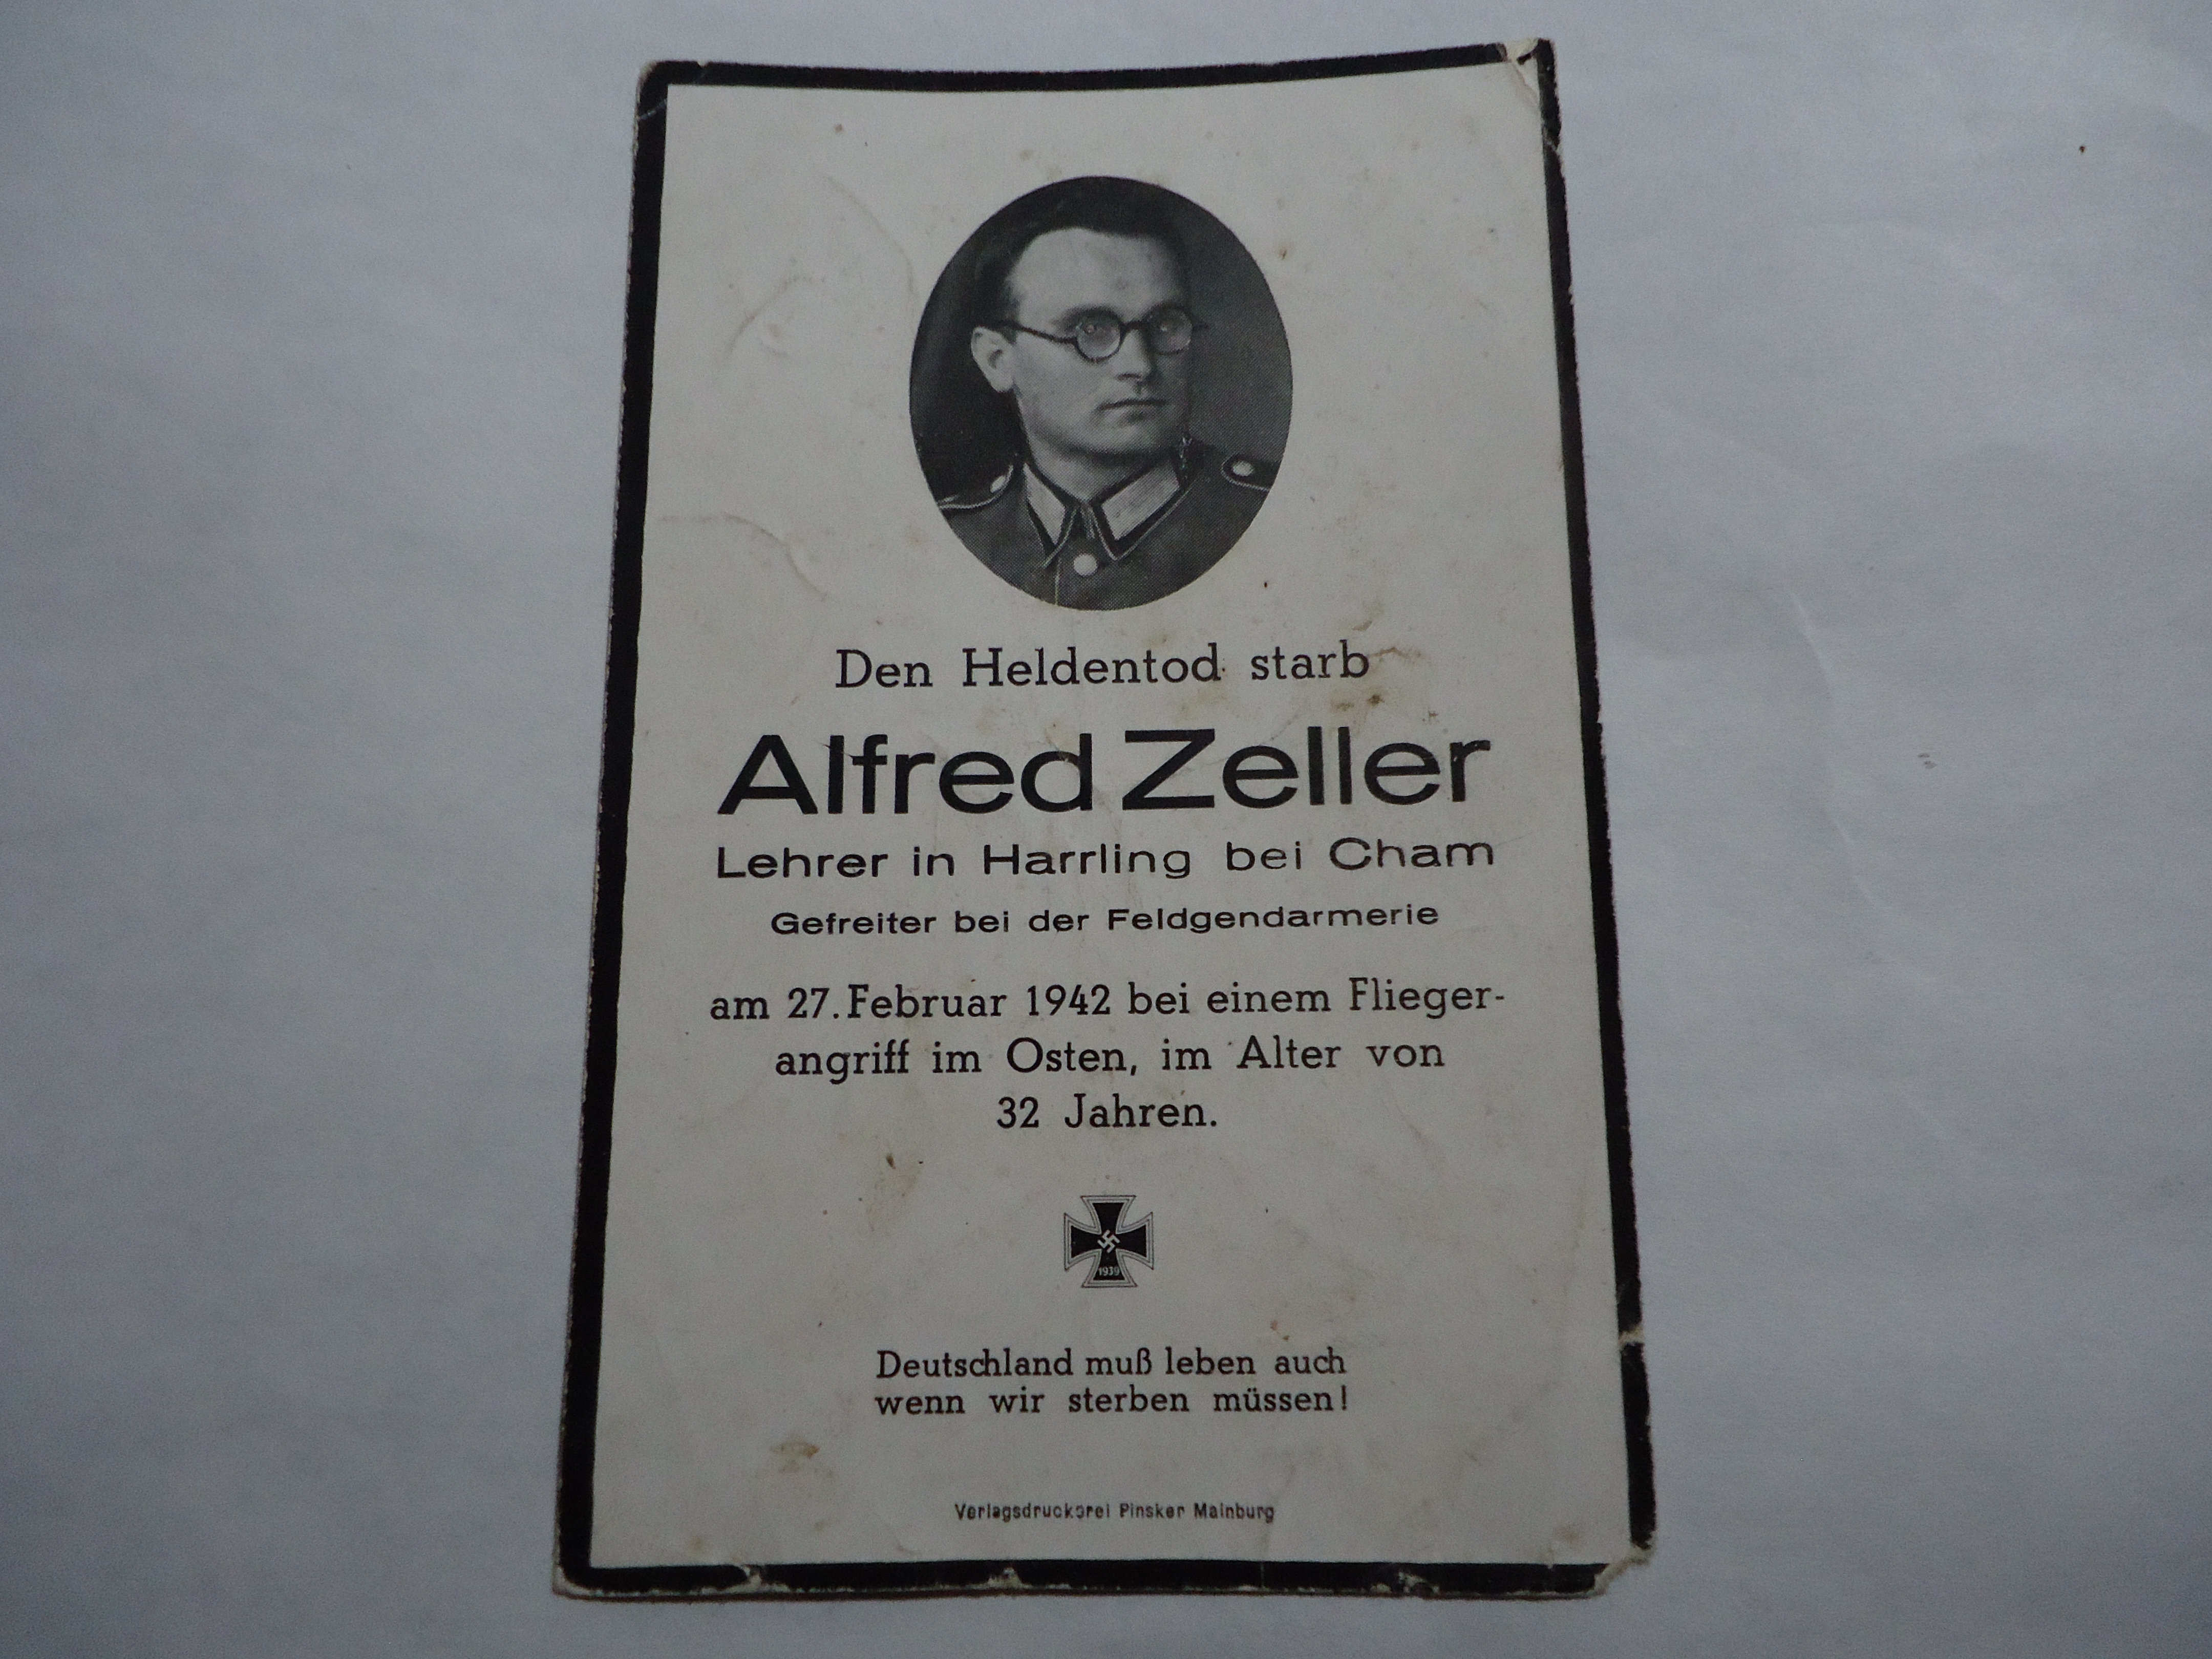 Den Heldentod starb
Alfred Zeller
Lehrer in Harrling bei Cham
Gefreiter bei der Feldgendarmerie
am 27. Februar 1942 bei einem Flieger-
angriff im Osten, im Alter von
32 Jahren.
1939
Deutschland muß leben auch
wenn wir sterben müssen!
Verlagsdruckerei Pinsker Mainburg